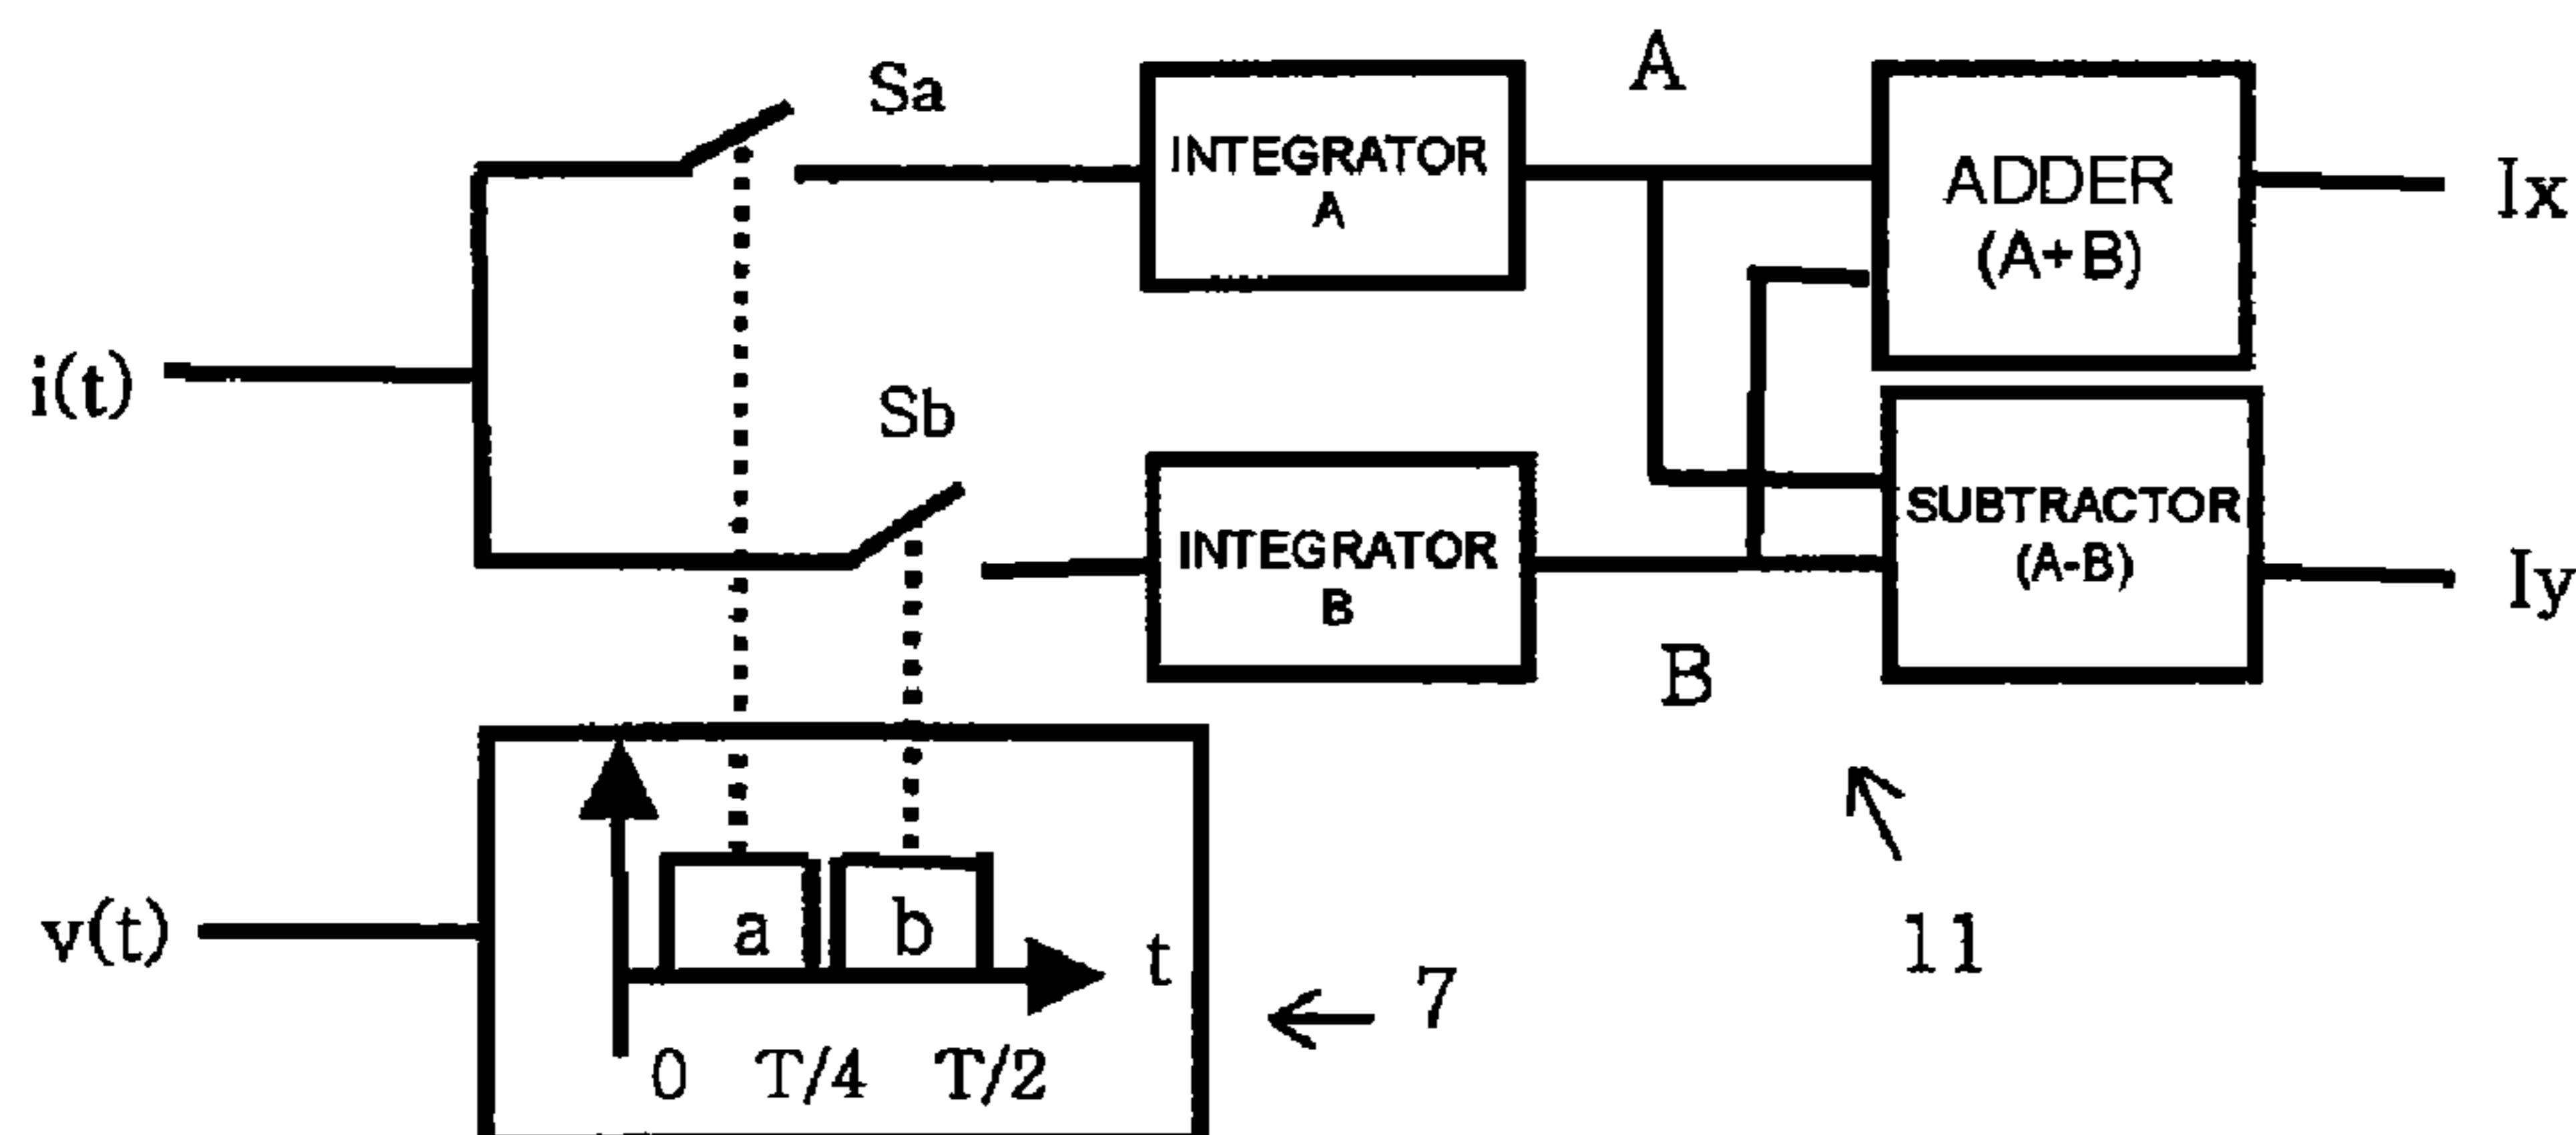 Sa
A
INTEGRATOR
A
ADDER
(A+B)
Ix
i(t)
Sb
INTEGRATOR
B
SUBTRACTOR
(A-B)
Iy
B
11
v(t)
a
b
t
7
0
T/4
T/2